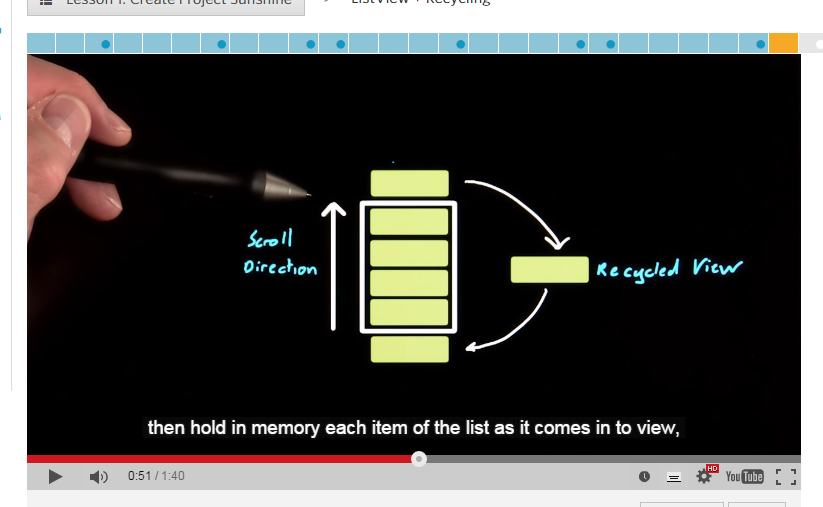 Lesson 1: Create Project Sunshine
ListView + Recycling
Scroll
Direction
Recycled View
then hold in memory each item of the list as it comes in to view,
0:51 / 1:40
HD
YouTube